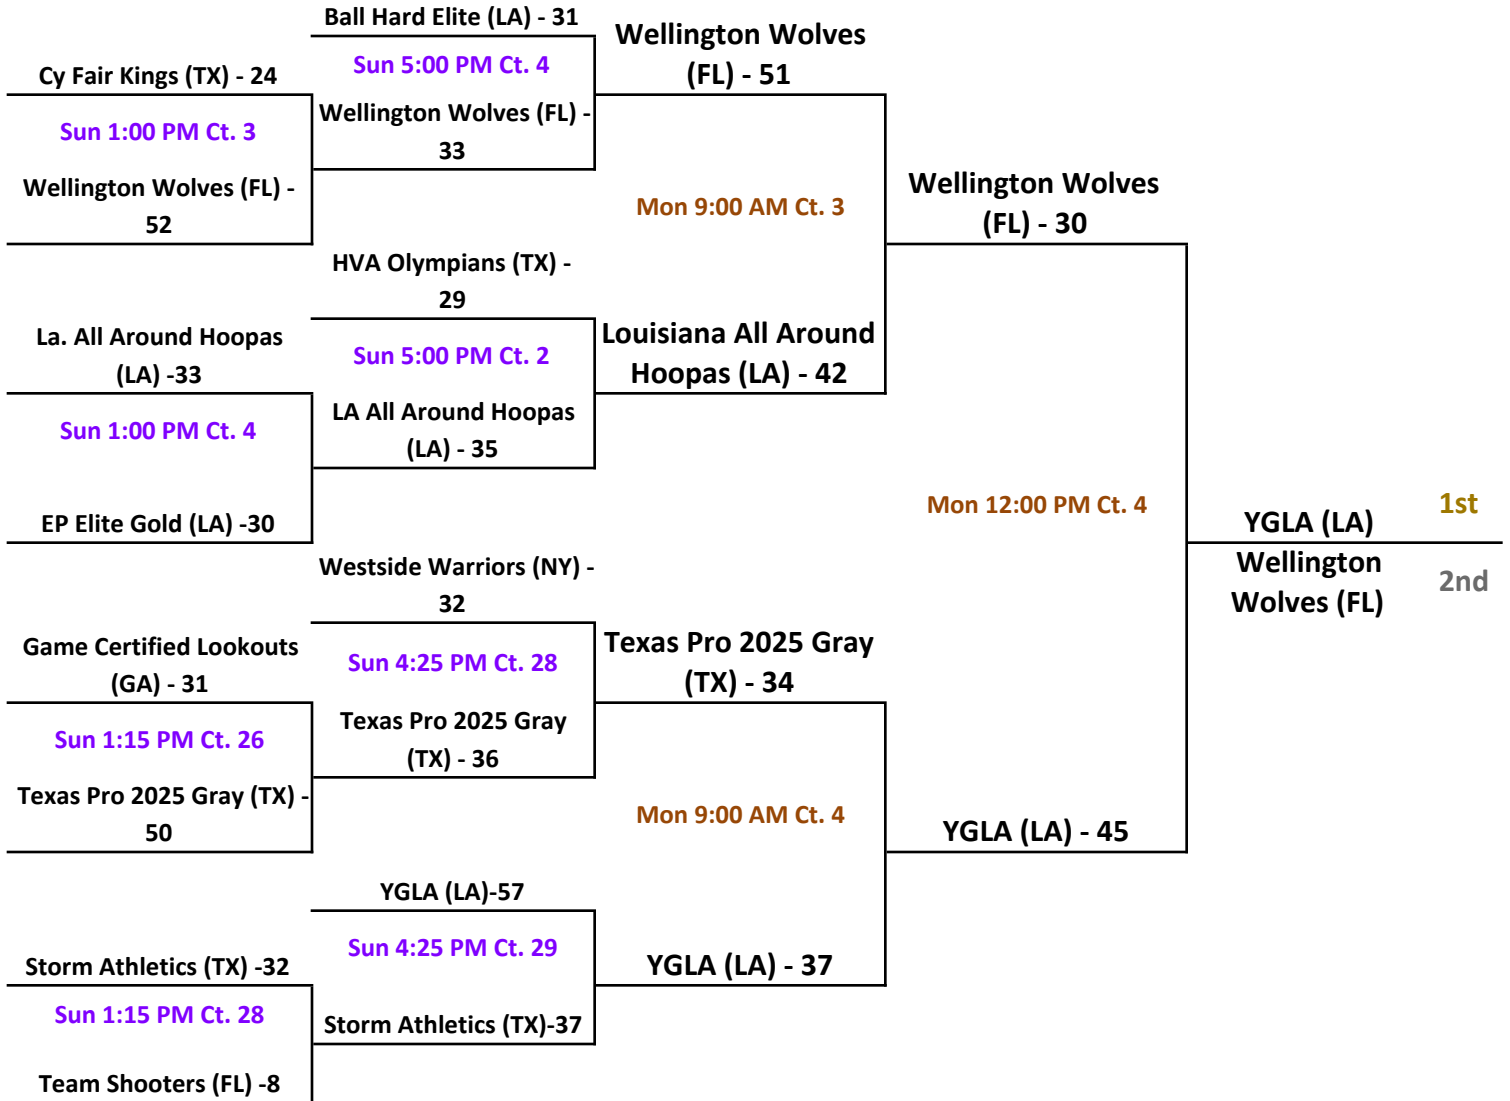 Ball Hard Elite (LA) - 31
Wellington Wolves
(FL) - 51
Cy Fair Kings (TX) - 24
Sun 5:00 PM Ct. 4
Sun 1:00 PM Ct. 3
Wellington Wolves (FL) -
33
Wellington Wolves (FL) -
52
Mon 9:00 AM Ct. 3
Wellington Wolves
(FL) - 30
HVA Olympians (TX) -
29
La. All Around Hoopas
(LA) -33
Sun 5:00 PM Ct. 2
Louisiana All Around
Hoopas (LA) - 42
Sun 1:00 PM Ct. 4
LA All Around Hoopas
(LA) - 35
EP Elite Gold (LA) -30
Mon 12:00 PM Ct. 4
YGLA (LA)
1st
Wellington
Wolves (FL)
2nd
Westside Warriors (NY) -
32
Game Certified Lookouts
(GA) - 31
Sun 4:25 PM Ct. 28
Texas Pro 2025 Gray
(TX) - 34
Sun 1:15 PM Ct. 26
Texas Pro 2025 Gray
(TX) - 36
Texas Pro 2025 Gray (TX) -
50
Mon 9:00 AM Ct. 4
YGLA (LA) - 45
YGLA (LA)-57
Storm Athletics (TX) -32
Sun 4:25 PM Ct. 29
YGLA (LA) - 37
Sun 1:15 PM Ct. 28
Storm Athletics (TX)-37
Team Shooters (FL) -8